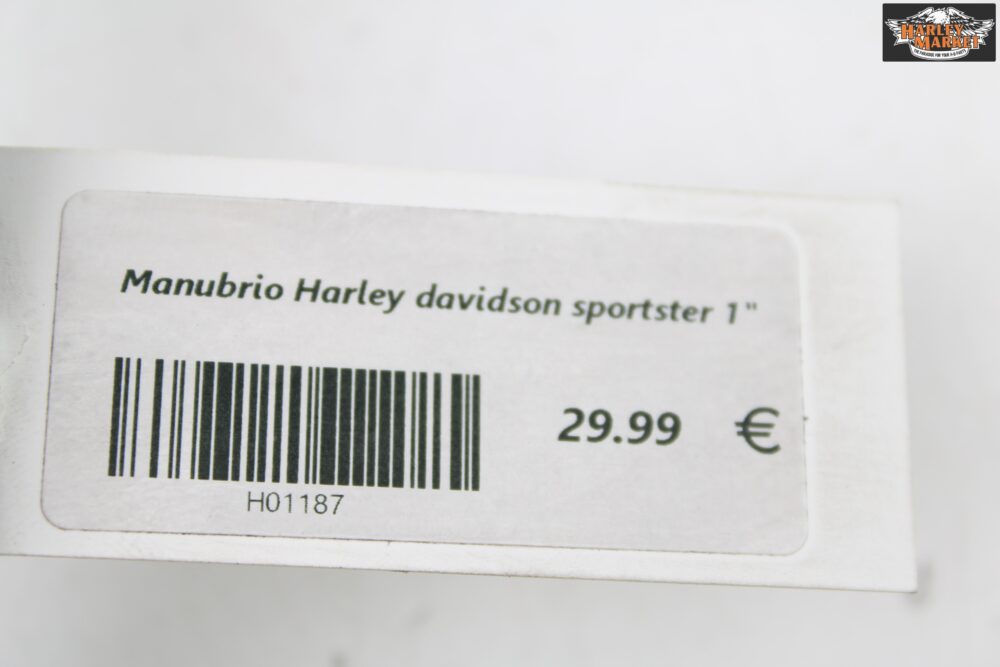 HARLEY
MARKET
Manubrio Harley davidson sportster 1"
29.99 €
H01187